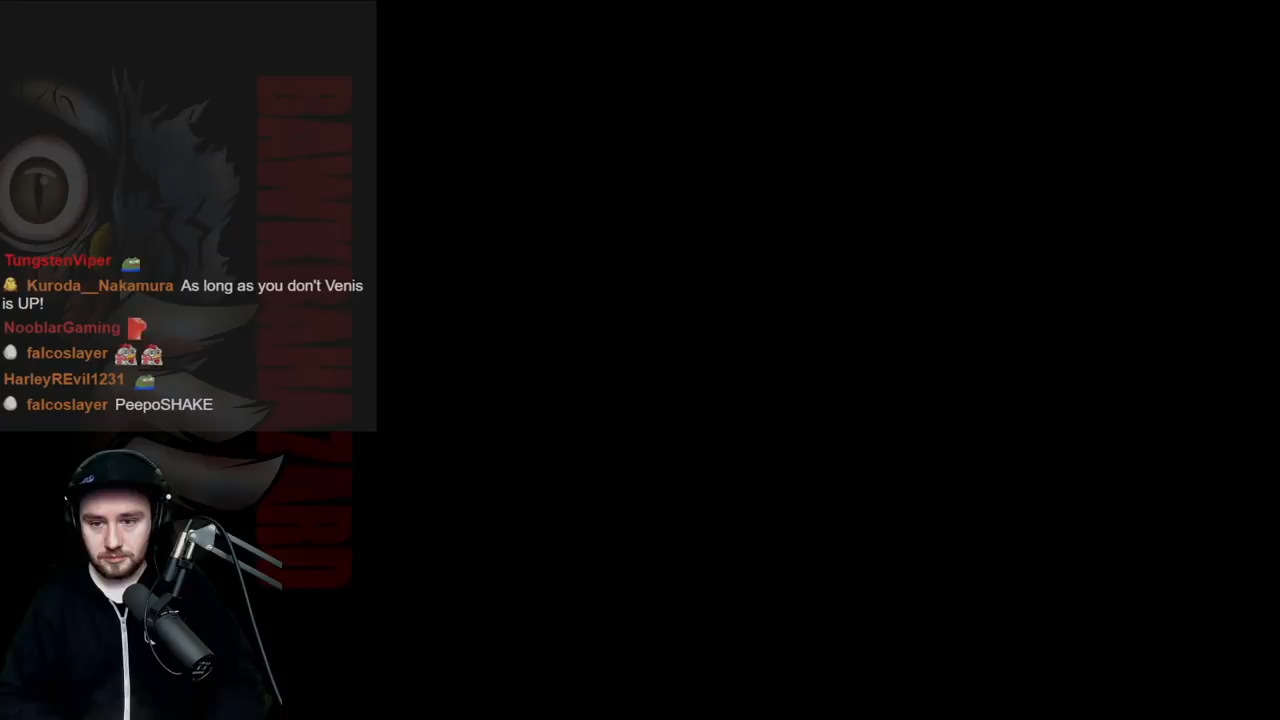 TungstenViper
Kuroda__Nakamura As long as you don't Venis
is UP!
NooblarGaming
falcoslayer
HarleyREvil1231
falcoslayer PeepoSHAKE